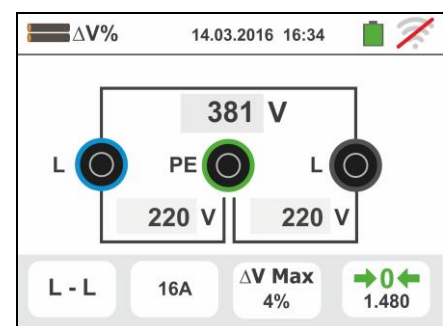 ΔV% 14.03.2016 16:34
381 V
L PE L
220 V 220 V
L - L 16A ΔV Max 4% →0← 1.480